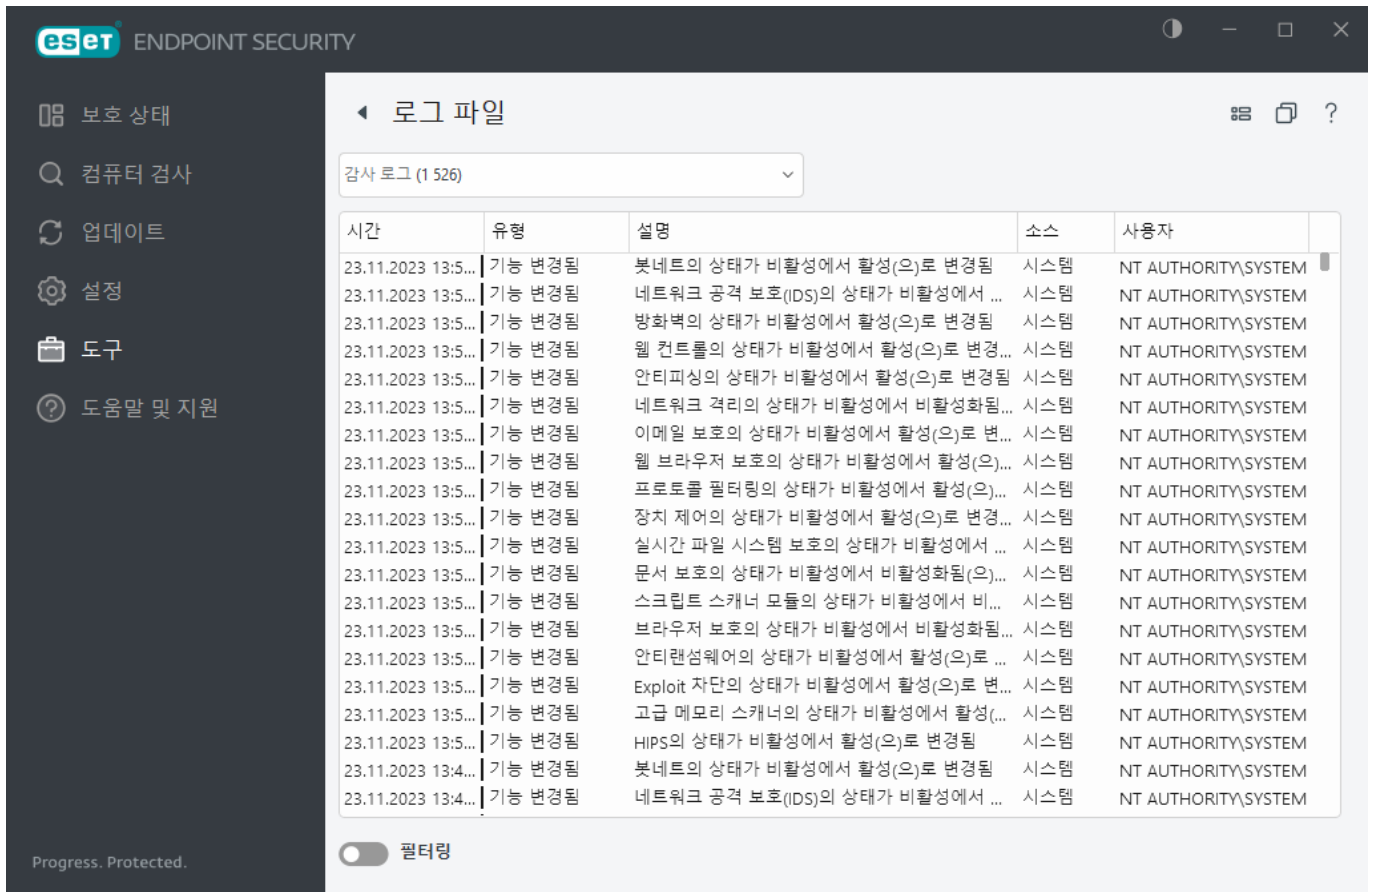 eset ENDPOINT SECURITY
보호 상태
컴퓨터 검사
업데이트
설정
도구
도움말 및 지원
Progress. Protected.
로그 파일
?
감사 로그 (1 526)
시간 유형 설명 소스 사용자
23.11.2023 13:5... 기능 변경됨 봇네트의 상태가 비활성에서 활성(으)로 변경됨 시스템 NT AUTHORITY\SYSTEM
23.11.2023 13:5... 기능 변경됨 네트워크 공격 보호(IDS)의 상태가 비활성에서 ... 시스템 NT AUTHORITY\SYSTEM
23.11.2023 13:5... 기능 변경됨 방화벽의 상태가 비활성에서 활성(으)로 변경됨 시스템 NT AUTHORITY\SYSTEM
23.11.2023 13:5... 기능 변경됨 웹 컨트롤의 상태가 비활성에서 활성(으)로 변경... 시스템 NT AUTHORITY\SYSTEM
23.11.2023 13:5... 기능 변경됨 안티피싱의 상태가 비활성에서 활성(으)로 변경됨 시스템 NT AUTHORITY\SYSTEM
23.11.2023 13:5... 기능 변경됨 네트워크 격리의 상태가 비활성에서 비활성화됨... 시스템 NT AUTHORITY\SYSTEM
23.11.2023 13:5... 기능 변경됨 이메일 보호의 상태가 비활성에서 활성(으)로 변... 시스템 NT AUTHORITY\SYSTEM
23.11.2023 13:5... 기능 변경됨 웹 브라우저 보호의 상태가 비활성에서 활성(으)... 시스템 NT AUTHORITY\SYSTEM
23.11.2023 13:5... 기능 변경됨 프로토콜 필터링의 상태가 비활성에서 활성(으)... 시스템 NT AUTHORITY\SYSTEM
23.11.2023 13:5... 기능 변경됨 장치 제어의 상태가 비활성에서 활성(으)로 변경... 시스템 NT AUTHORITY\SYSTEM
23.11.2023 13:5... 기능 변경됨 실시간 파일 시스템 보호의 상태가 비활성에서 ... 시스템 NT AUTHORITY\SYSTEM
23.11.2023 13:5... 기능 변경됨 문서 보호의 상태가 비활성에서 비활성화됨(으)... 시스템 NT AUTHORITY\SYSTEM
23.11.2023 13:5... 기능 변경됨 스크립트 스캐너 모듈의 상태가 비활성에서 비... 시스템 NT AUTHORITY\SYSTEM
23.11.2023 13:5... 기능 변경됨 브라우저 보호의 상태가 비활성에서 비활성화됨... 시스템 NT AUTHORITY\SYSTEM
23.11.2023 13:5... 기능 변경됨 안티랜섬웨어의 상태가 비활성에서 활성(으)로 ... 시스템 NT AUTHORITY\SYSTEM
23.11.2023 13:5... 기능 변경됨 Exploit 차단의 상태가 비활성에서 활성(으)로 변... 시스템 NT AUTHORITY\SYSTEM
23.11.2023 13:5... 기능 변경됨 고급 메모리 스캐너의 상태가 비활성에서 활성(... 시스템 NT AUTHORITY\SYSTEM
23.11.2023 13:5... 기능 변경됨 HIPS의 상태가 비활성에서 활성(으)로 변경됨 시스템 NT AUTHORITY\SYSTEM
23.11.2023 13:4... 기능 변경됨 봇네트의 상태가 비활성에서 활성(으)로 변경됨 시스템 NT AUTHORITY\SYSTEM
23.11.2023 13:4... 기능 변경됨 네트워크 공격 보호(IDS)의 상태가 비활성에서 ... 시스템 NT AUTHORITY\SYSTEM
필터링